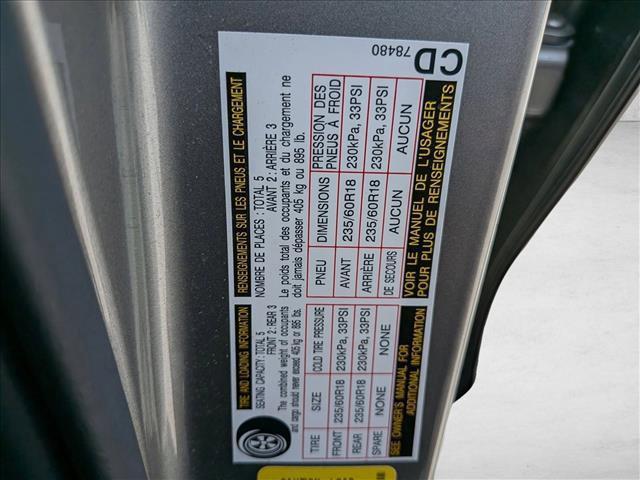 TIRE AND LOADING INFORMATION
SEATING CAPACITY: TOTAL 5
FRONT 2: REAR 3
The combined weight of occupants
and cargo should never exceed 405 kg or 895 lb.
TIRE SIZE COLD TIRE PRESSURE
FRONT 235/60R18 230kPa, 33PSI
REAR 235/60R18 230kPa, 33PSI
SPARE NONE NONE
SEE OWNER'S MANUAL FOR
ADDITIONAL INFORMATION
RENSEIGNEMENTS SUR LES PNEUS ET LE CHARGEMENT
NOMBRE DE PLACES : TOTAL 5
AVANT 2 : ARRIÈRE 3
Le poids total des occupants et du chargement ne
doit jamais dépasser 405 kg ou 895 lb.
PNEU DIMENSIONS PRESSION DES
PNEUS À FROID
AVANT 235/60R18 230kPa, 33PSI
ARRIÈRE 235/60R18 230kPa, 33PSI
DE SECOURS AUCUN AUCUN
VOIR LE MANUEL DE L'USAGER
POUR PLUS DE RENSEIGNEMENTS
78480
CD